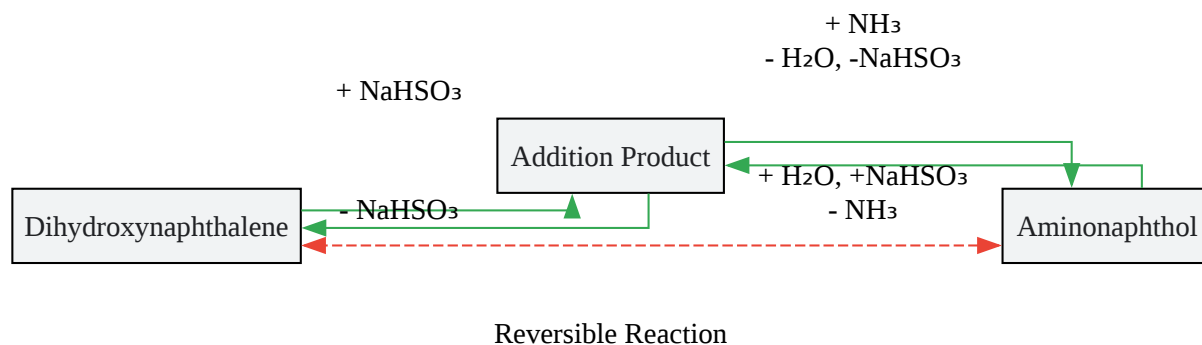 + NH₃
- H₂O, -NaHSO₃
+ NaHSO₃
Addition Product
+ H₂O, +NaHSO₃
- NH₃
- NaHSO₃
Dihydroxynaphthalene
Aminonaphthol
Reversible Reaction